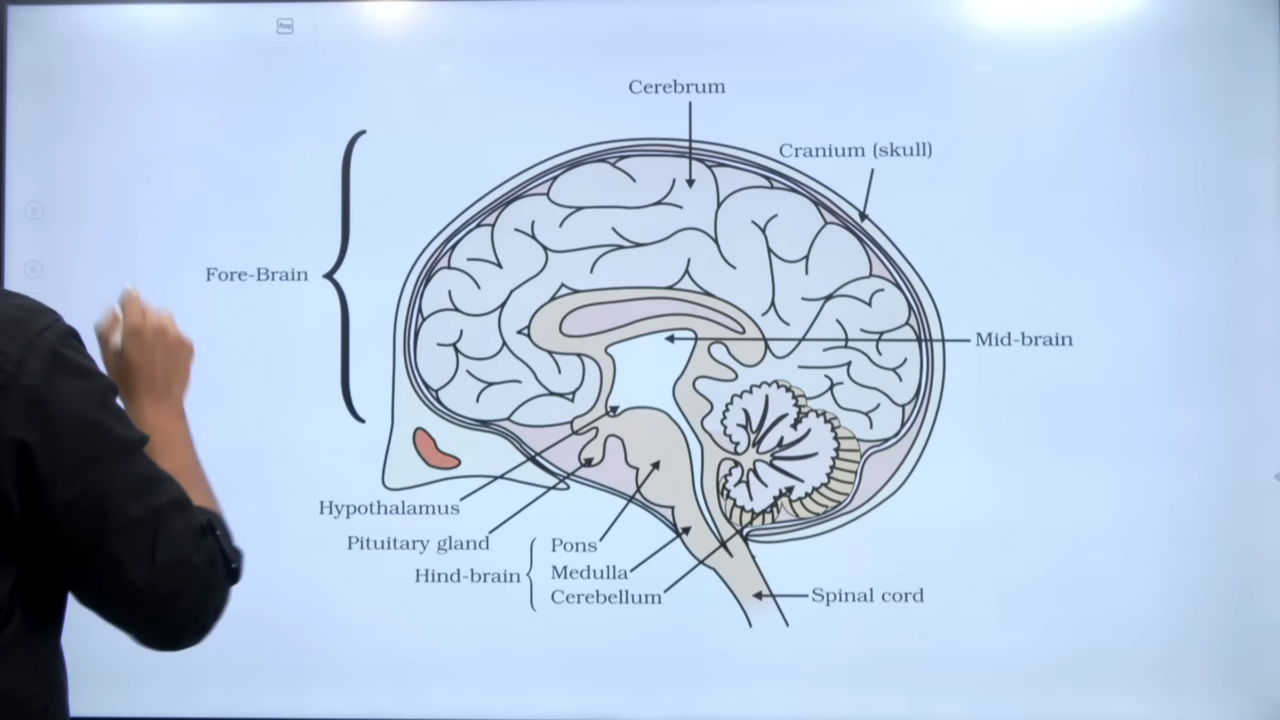 Cerebrum
Cranium (skull)
Fore-Brain
Mid-brain
Hypothalamus
Pituitary gland
Hind-brain
Pons
Medulla
Cerebellum
Spinal cord